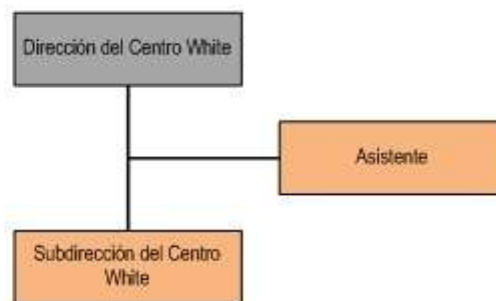 Dirección del Centro White
Asistente
Subdirección del Centro
White